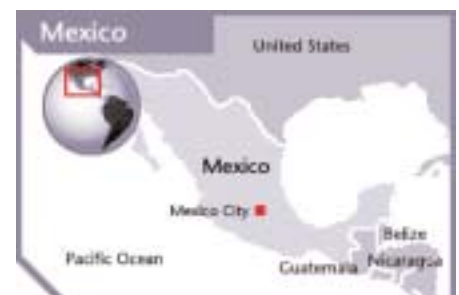 Mexico
United States
Mexico
Mexico City
Belize
Pacific Ocean
Guatemala
Nicaragua